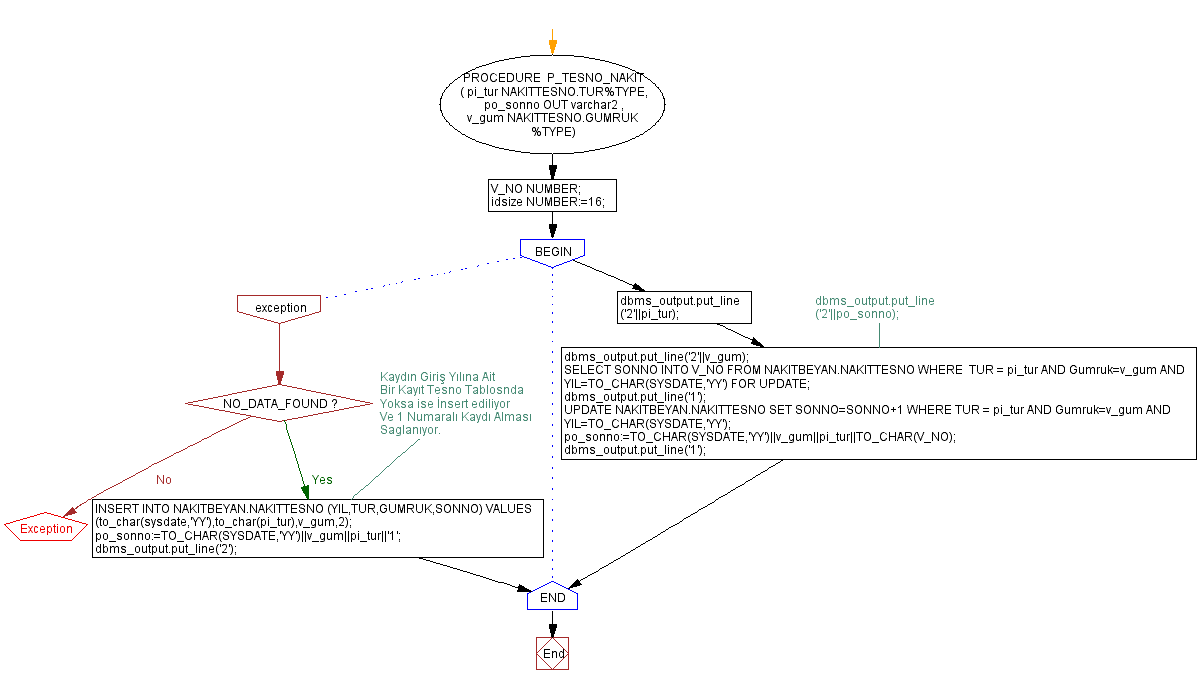 PROCEDURE  P_TESNO_NAKIT
( pi_tur NAKITTESNO.TUR%TYPE,
po_sonno OUT varchar2 ,
v_gum NAKITTESNO.GUMRUK
%TYPE)
V_NO NUMBER;
idsize NUMBER:=16;
BEGIN
exception
dbms_output.put_line
('2'||pi_tur);
dbms_output.put_line
('2'||po_sonno);
dbms_output.put_line('2'||v_gum);
SELECT SONNO INTO V_NO FROM NAKITBEYAN.NAKITTESNO WHERE  TUR = pi_tur AND Gumruk=v_gum AND
YIL=TO_CHAR(SYSDATE,'YY') FOR UPDATE;
dbms_output.put_line('1');
UPDATE NAKITBEYAN.NAKITTESNO SET SONNO=SONNO+1 WHERE TUR = pi_tur AND Gumruk=v_gum AND
YIL=TO_CHAR(SYSDATE,'YY');
po_sonno:=TO_CHAR(SYSDATE,'YY')||v_gum||pi_tur||TO_CHAR(V_NO);
dbms_output.put_line('1');
NO_DATA_FOUND ?
Kaydın Giriş Yılına Ait
Bir Kayıt Tesno Tablosnda
Yoksa ise İnsert ediliyor
Ve 1 Numaralı Kaydı Alması
Saglanıyor.
No
Yes
Exception
INSERT INTO NAKITBEYAN.NAKITTESNO (YIL,TUR,GUMRUK,SONNO) VALUES
(to_char(sysdate,'YY'),to_char(pi_tur),v_gum,2);
po_sonno:=TO_CHAR(SYSDATE,'YY')||v_gum||pi_tur||'1';
dbms_output.put_line('2');
END
End